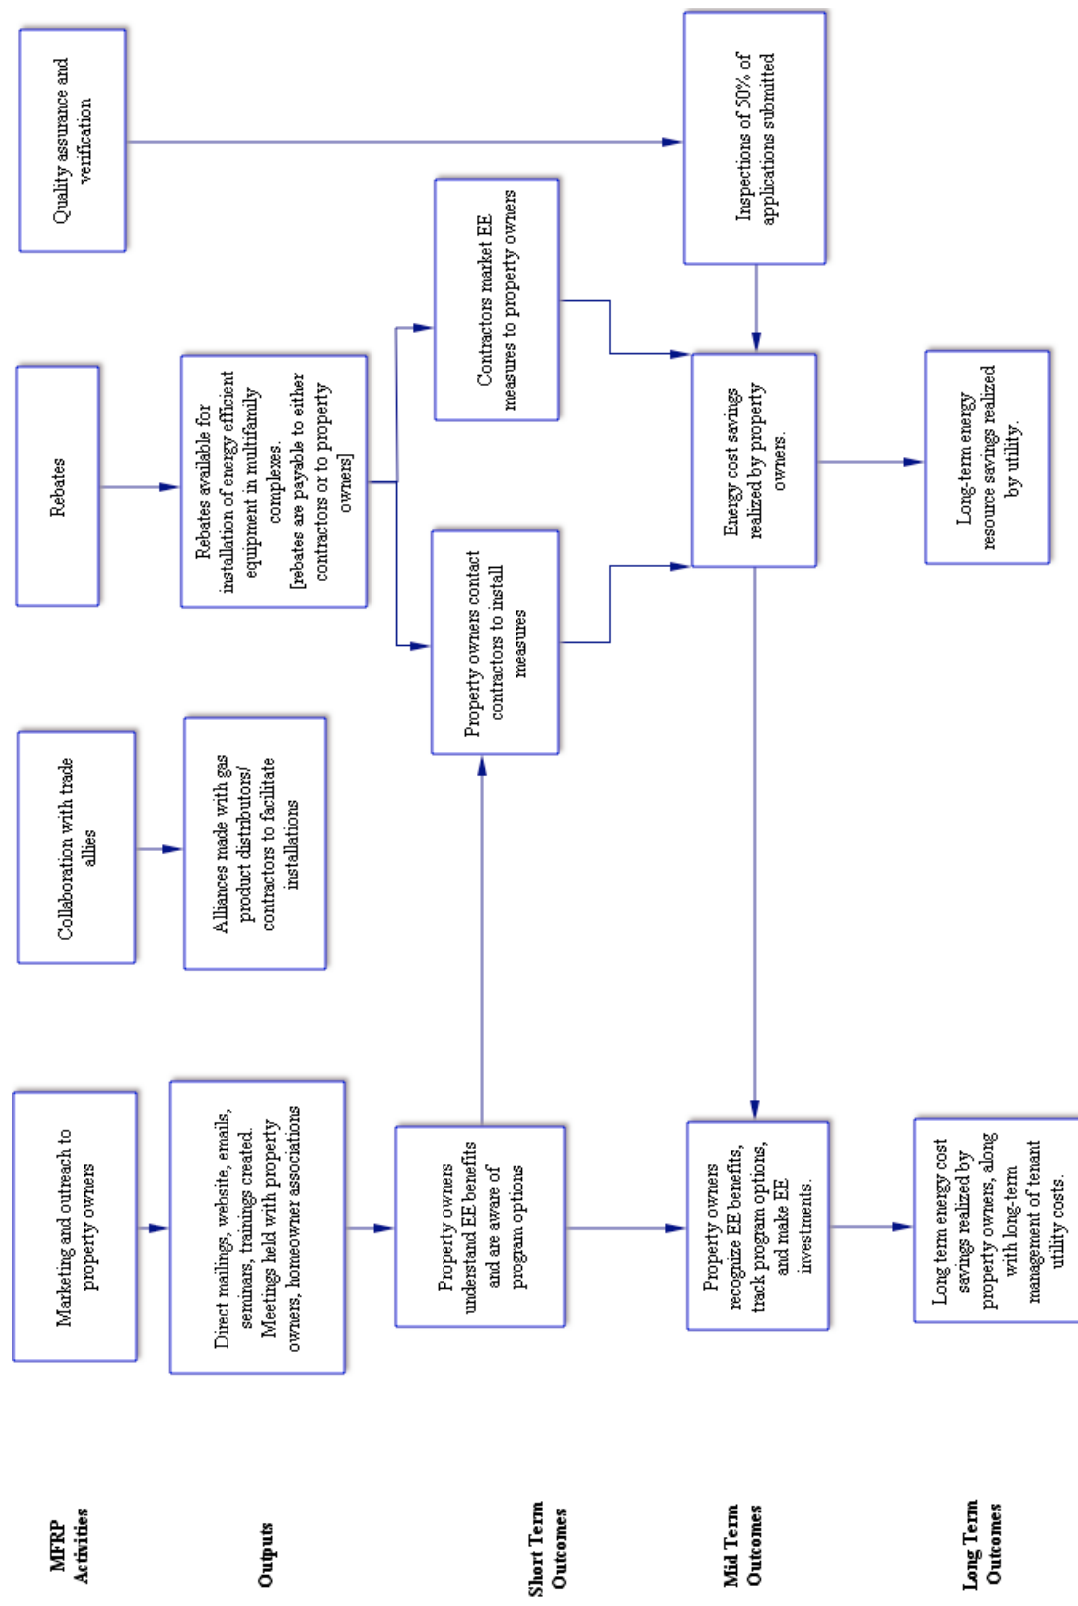 MFRP
Activities
Marketing and outreach to
property owners
Collaboration with trade
allies
Rebates
Quality assurance and
verification
Outputs
Direct mailings, website, emails,
seminars, trainings created.
Meetings held with property
owners, homeowner associations
Alliances made with gas
product distributors/
contractors to facilitate
installations
Rebates available for
installation of energy efficient
equipment in multifamily
complexes.
[rebates are payable to either
contractors or to property
owners]
Short Term
Outcomes
Property owners
understand EE benefits
and are aware of
program options
Property owners contact
contractors to install
measures
Contractors market EE
measures to property owners
Mid Term
Outcomes
Property owners
recognize EE benefits,
track program options,
and make EE
investments.
Energy cost savings
realized by property
owners.
Inspections of 50% of
applications submitted
Long Term
Outcomes
Long term energy cost
savings realized by
property owners, along
with long-term
management of tenant
utility costs.
Long-term energy
resource savings realized
by utility.